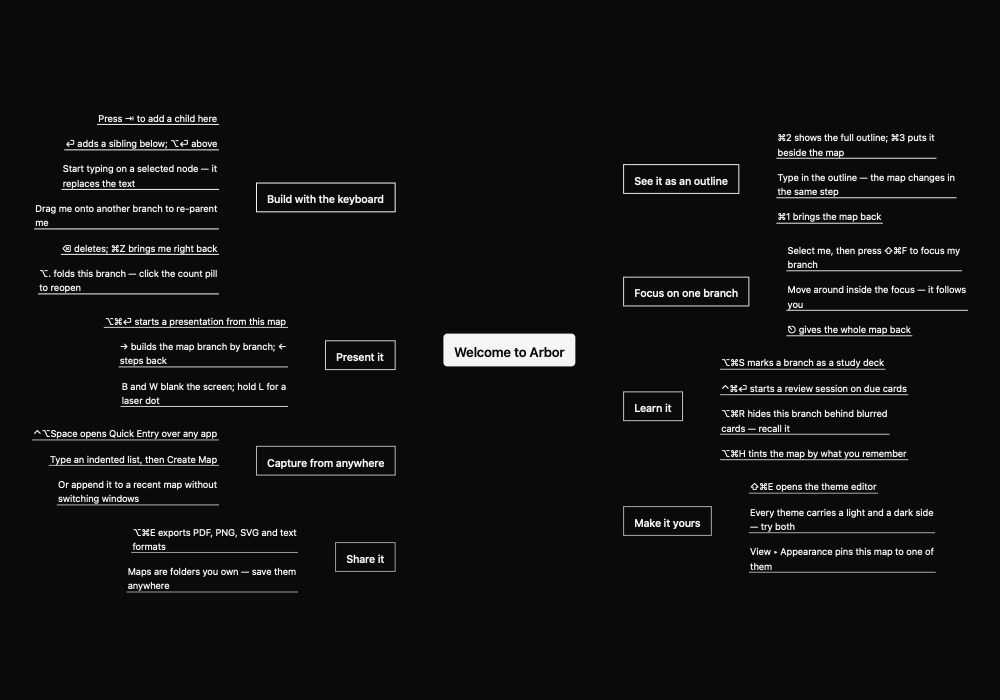 Welcome to Arbor
Build with the keyboard
Press ⇥ to add a child here
⏎ adds a sibling below; ⌥⏎ above
Start typing on a selected node — it
replaces the text
Drag me onto another branch to re-parent
me
⌫ deletes; ⌘Z brings me right back
⌥. folds this branch — click the count pill
to reopen
Present it
⌥⌘⏎ starts a presentation from this map
→ builds the map branch by branch; ←
steps back
B and W blank the screen; hold L for a
laser dot
Capture from anywhere
⌃⌥Space opens Quick Entry over any app
Type an indented list, then Create Map
Or append it to a recent map without
switching windows
Share it
⌥⌘E exports PDF, PNG, SVG and text
formats
Maps are folders you own — save them
anywhere
See it as an outline
⌘2 shows the full outline; ⌘3 puts it
beside the map
Type in the outline — the map changes in
the same step
⌘1 brings the map back
Focus on one branch
Select me, then press ⇧⌘F to focus my
branch
Move around inside the focus — it follows
you
⎋ gives the whole map back
Learn it
⌥⌘S marks a branch as a study deck
⌃⌘⏎ starts a review session on due cards
⌥⌘R hides this branch behind blurred
cards — recall it
⌥⌘H tints the map by what you remember
Make it yours
⇧⌘E opens the theme editor
Every theme carries a light and a dark side
— try both
View ▸ Appearance pins this map to one of
them